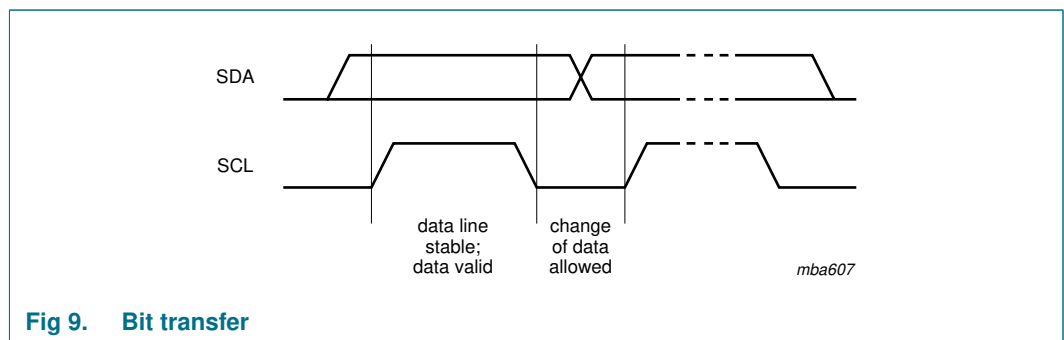 SDA
SCL
data line
stable;
data valid
change
of data
allowed
mba607
Fig 9. Bit transfer